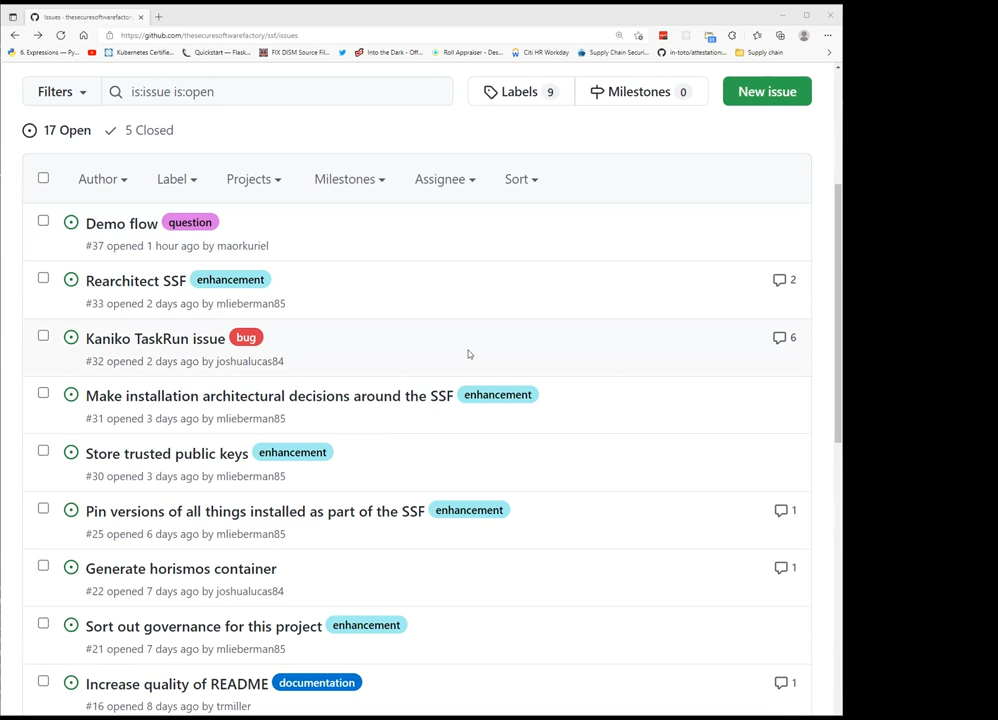 Issues - thesecuresoftwarefactory
https://github.com/thesecuresoftwarefactory/ssf/issues
6. Expressions — Py...
Kubernetes Certifie...
Quickstart — Flask...
FIX DISM Source Fil...
Into the Dark - Off...
Roll Appraiser - Des...
Citi HR Workday
Supply Chain Securi...
in-toto/attestation:...
Supply chain
Filters
is:issue is:open
Labels 9
Milestones 0
New issue
17 Open
5 Closed
Author
Label
Projects
Milestones
Assignee
Sort
Demo flow question
#37 opened 1 hour ago by maorkuriel
Rearchitect SSF enhancement
2
#33 opened 2 days ago by mlieberman85
Kaniko TaskRun issue bug
6
#32 opened 2 days ago by joshualucas84
Make installation architectural decisions around the SSF enhancement
#31 opened 3 days ago by mlieberman85
Store trusted public keys enhancement
#30 opened 3 days ago by mlieberman85
Pin versions of all things installed as part of the SSF enhancement
1
#25 opened 6 days ago by mlieberman85
Generate horismos container
1
#22 opened 7 days ago by joshualucas84
Sort out governance for this project enhancement
#21 opened 7 days ago by mlieberman85
Increase quality of README documentation
1
#16 opened 8 days ago by trmiller